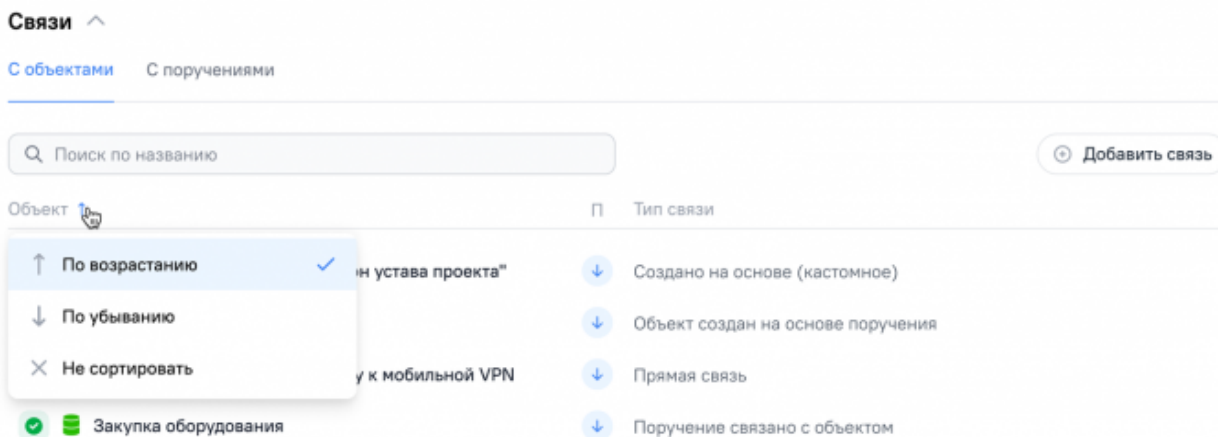 Связи
С объектами С поручениями
Поиск по названию
Добавить связь
Объект П Тип связи
По возрастанию
устава проекта" Создано на основе (кастомное)
По убыванию
Объект создан на основе поручения
Не сортировать
к мобильной VPN Прямая связь
Закупка оборудования Поручение связано с объектом